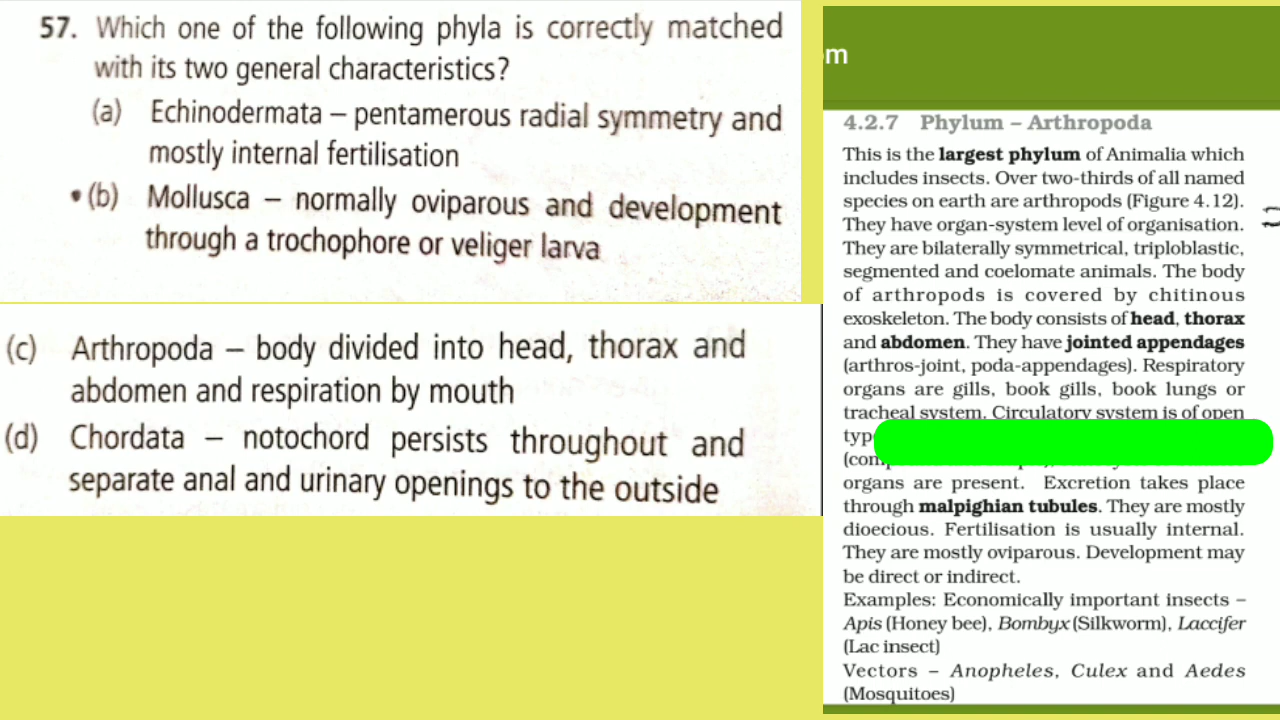 57. Which one of the following phyla is correctly matched
with its two general characteristics?
(a) Echinodermata – pentamerous radial symmetry and
mostly internal fertilisation
•(b) Mollusca – normally oviparous and development
through a trochophore or veliger larva
(c) Arthropoda – body divided into head, thorax and
abdomen and respiration by mouth
(d) Chordata – notochord persists throughout and
separate anal and urinary openings to the outside
om
4.2.7 Phylum – Arthropoda
This is the largest phylum of Animalia which
includes insects. Over two-thirds of all named
species on earth are arthropods (Figure 4.12).
They have organ-system level of organisation.
They are bilaterally symmetrical, triploblastic,
segmented and coelomate animals. The body
of arthropods is covered by chitinous
exoskeleton. The body consists of head, thorax
and abdomen. They have jointed appendages
(arthros-joint, poda-appendages). Respiratory
organs are gills, book gills, book lungs or
tracheal system. Circulatory system is of open
organs are present. Excretion takes place
through malpighian tubules. They are mostly
dioecious. Fertilisation is usually internal.
They are mostly oviparous. Development may
be direct or indirect.
Examples: Economically important insects –
Apis (Honey bee), Bombyx (Silkworm), Laccifer
(Lac insect)
Vectors – Anopheles, Culex and Aedes
(Mosquitoes)